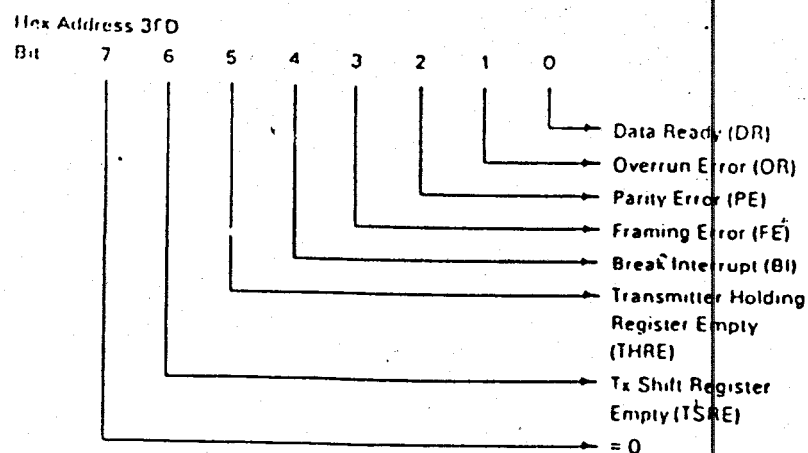 Hex Address 3FD
Bit 7 6 5 4 3 2 1 0
Data Ready (DR)
Overrun Error (OR)
Parity Error (PE)
Framing Error (FE)
Break Interrupt (BI)
Transmitter Holding
Register Empty
(THRE)
Tx Shift Register
Empty (TSRE)
= 0